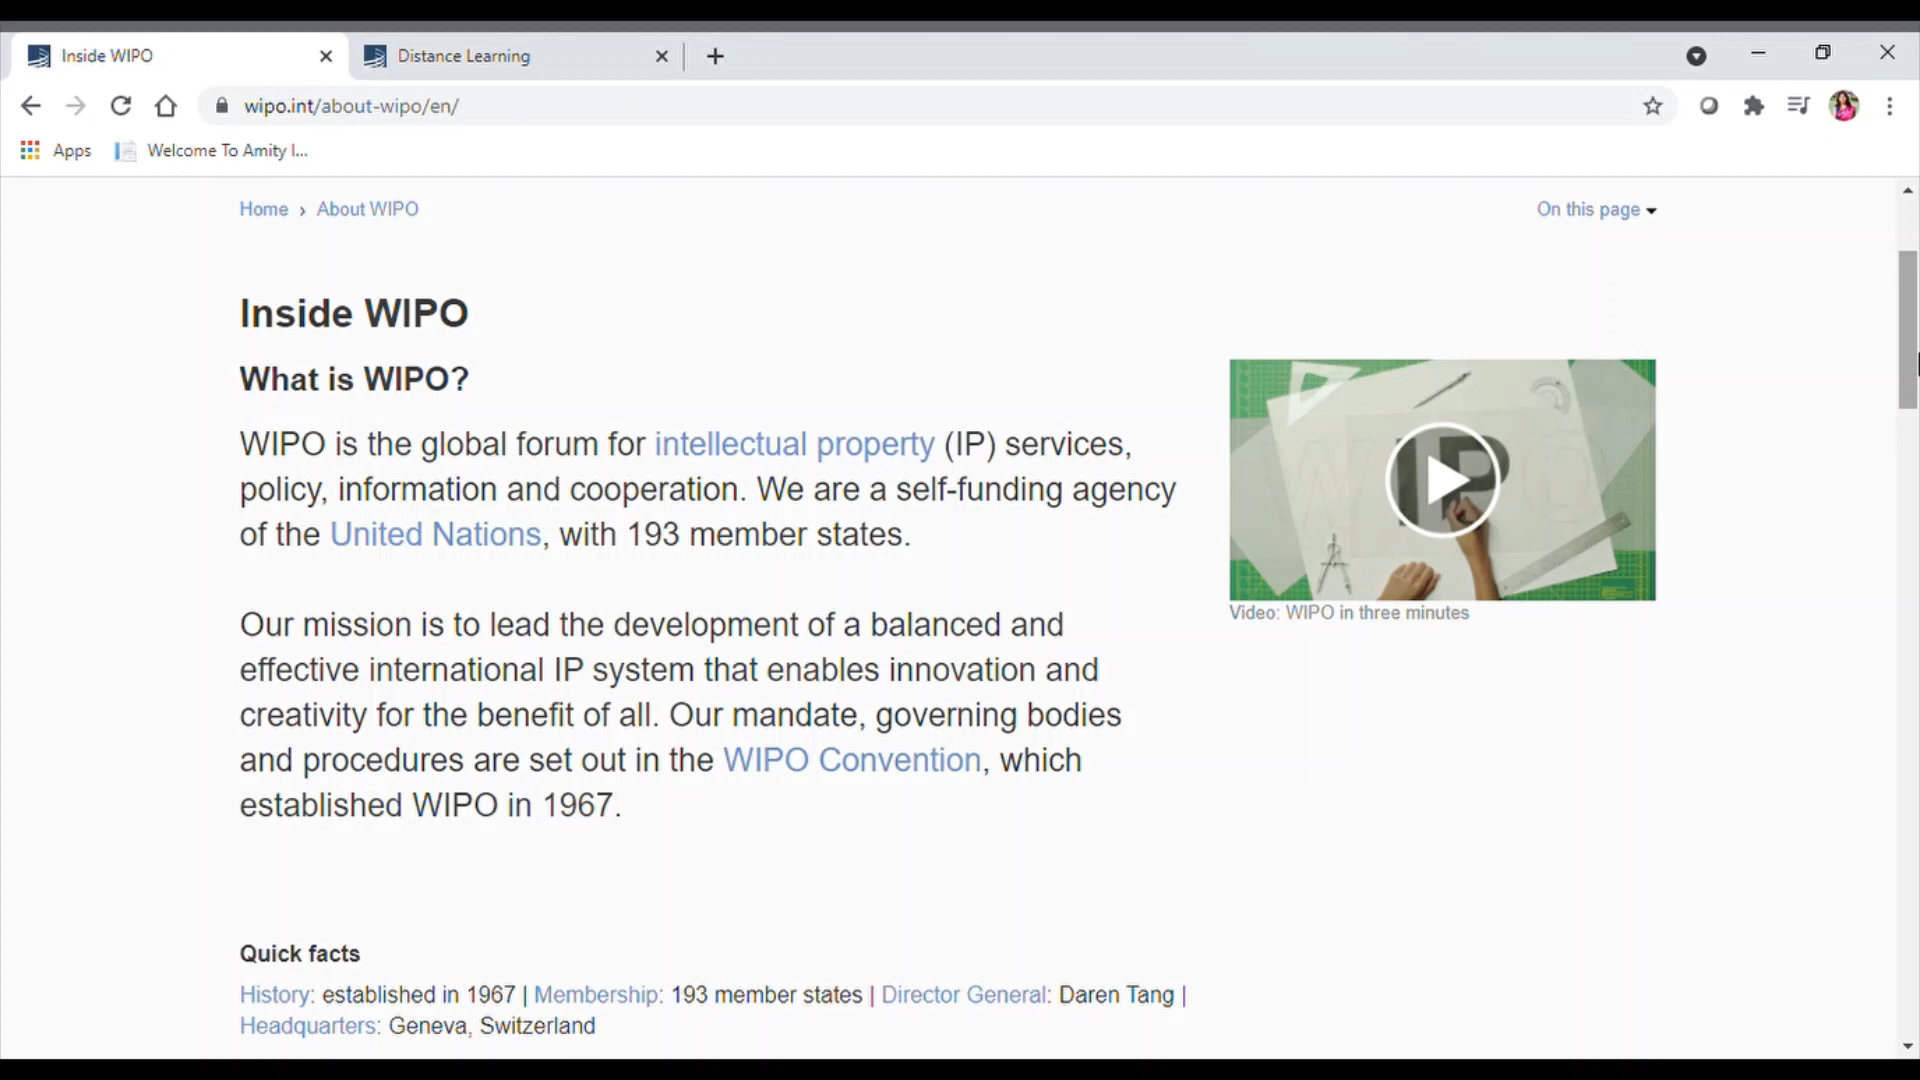 Inside WIPO
Distance Learning
wipo.int/about-wipo/en/
Apps
Welcome To Amity I...
Home › About WIPO
On this page
Inside WIPO
What is WIPO?
WIPO is the global forum for intellectual property (IP) services,
policy, information and cooperation. We are a self-funding agency
of the United Nations, with 193 member states.
Our mission is to lead the development of a balanced and
effective international IP system that enables innovation and
creativity for the benefit of all. Our mandate, governing bodies
and procedures are set out in the WIPO Convention, which
established WIPO in 1967.
WIPO
Video: WIPO in three minutes
Quick facts
History: established in 1967 | Membership: 193 member states | Director General: Daren Tang |
Headquarters: Geneva, Switzerland